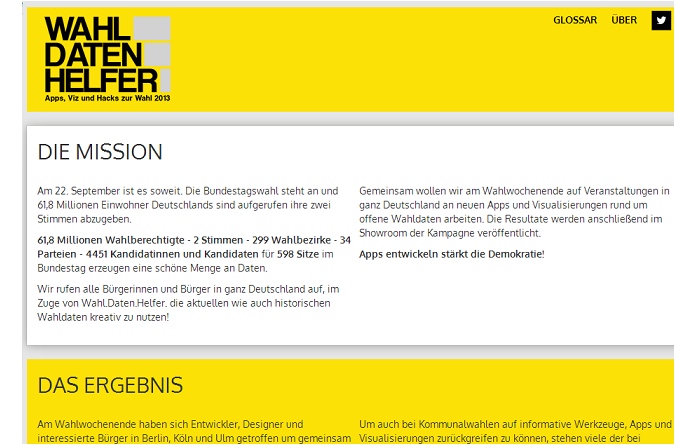 WAHL
DATEN
HELFER
Apps, Viz und Hacks zur Wahl 2013
GLOSSAR ÜBER
DIE MISSION
Am 22. September ist es soweit. Die Bundestagswahl steht an und
61,8 Millionen Einwohner Deutschlands sind aufgerufen ihre zwei
Stimmen abzugeben.
61,8 Millionen Wahlberechtigte - 2 Stimmen - 299 Wahlbezirke - 34
Parteien - 4451 Kandidatinnen und Kandidaten für 598 Sitze im
Bundestag erzeugen eine schöne Menge an Daten.
Wir rufen alle Bürgerinnen und Bürger in ganz Deutschland auf, im
Zuge von Wahl.Daten.Helfer. die aktuellen wie auch historischen
Wahldaten kreativ zu nutzen!
Gemeinsam wollen wir am Wahlwochenende auf Veranstaltungen in
ganz Deutschland an neuen Apps und Visualisierungen rund um
offene Wahldaten arbeiten. Die Resultate werden anschließend im
Showroom der Kampagne veröffentlicht.
Apps entwickeln stärkt die Demokratie!
DAS ERGEBNIS
Am Wahlwochenende haben sich Entwickler, Designer und
interessierte Bürger in Berlin, Köln und Ulm getroffen um gemeinsam
Um auch bei Kommunalwahlen auf informative Werkzeuge, Apps und
Visualisierungen zurückgreifen zu können, stehen viele der bei